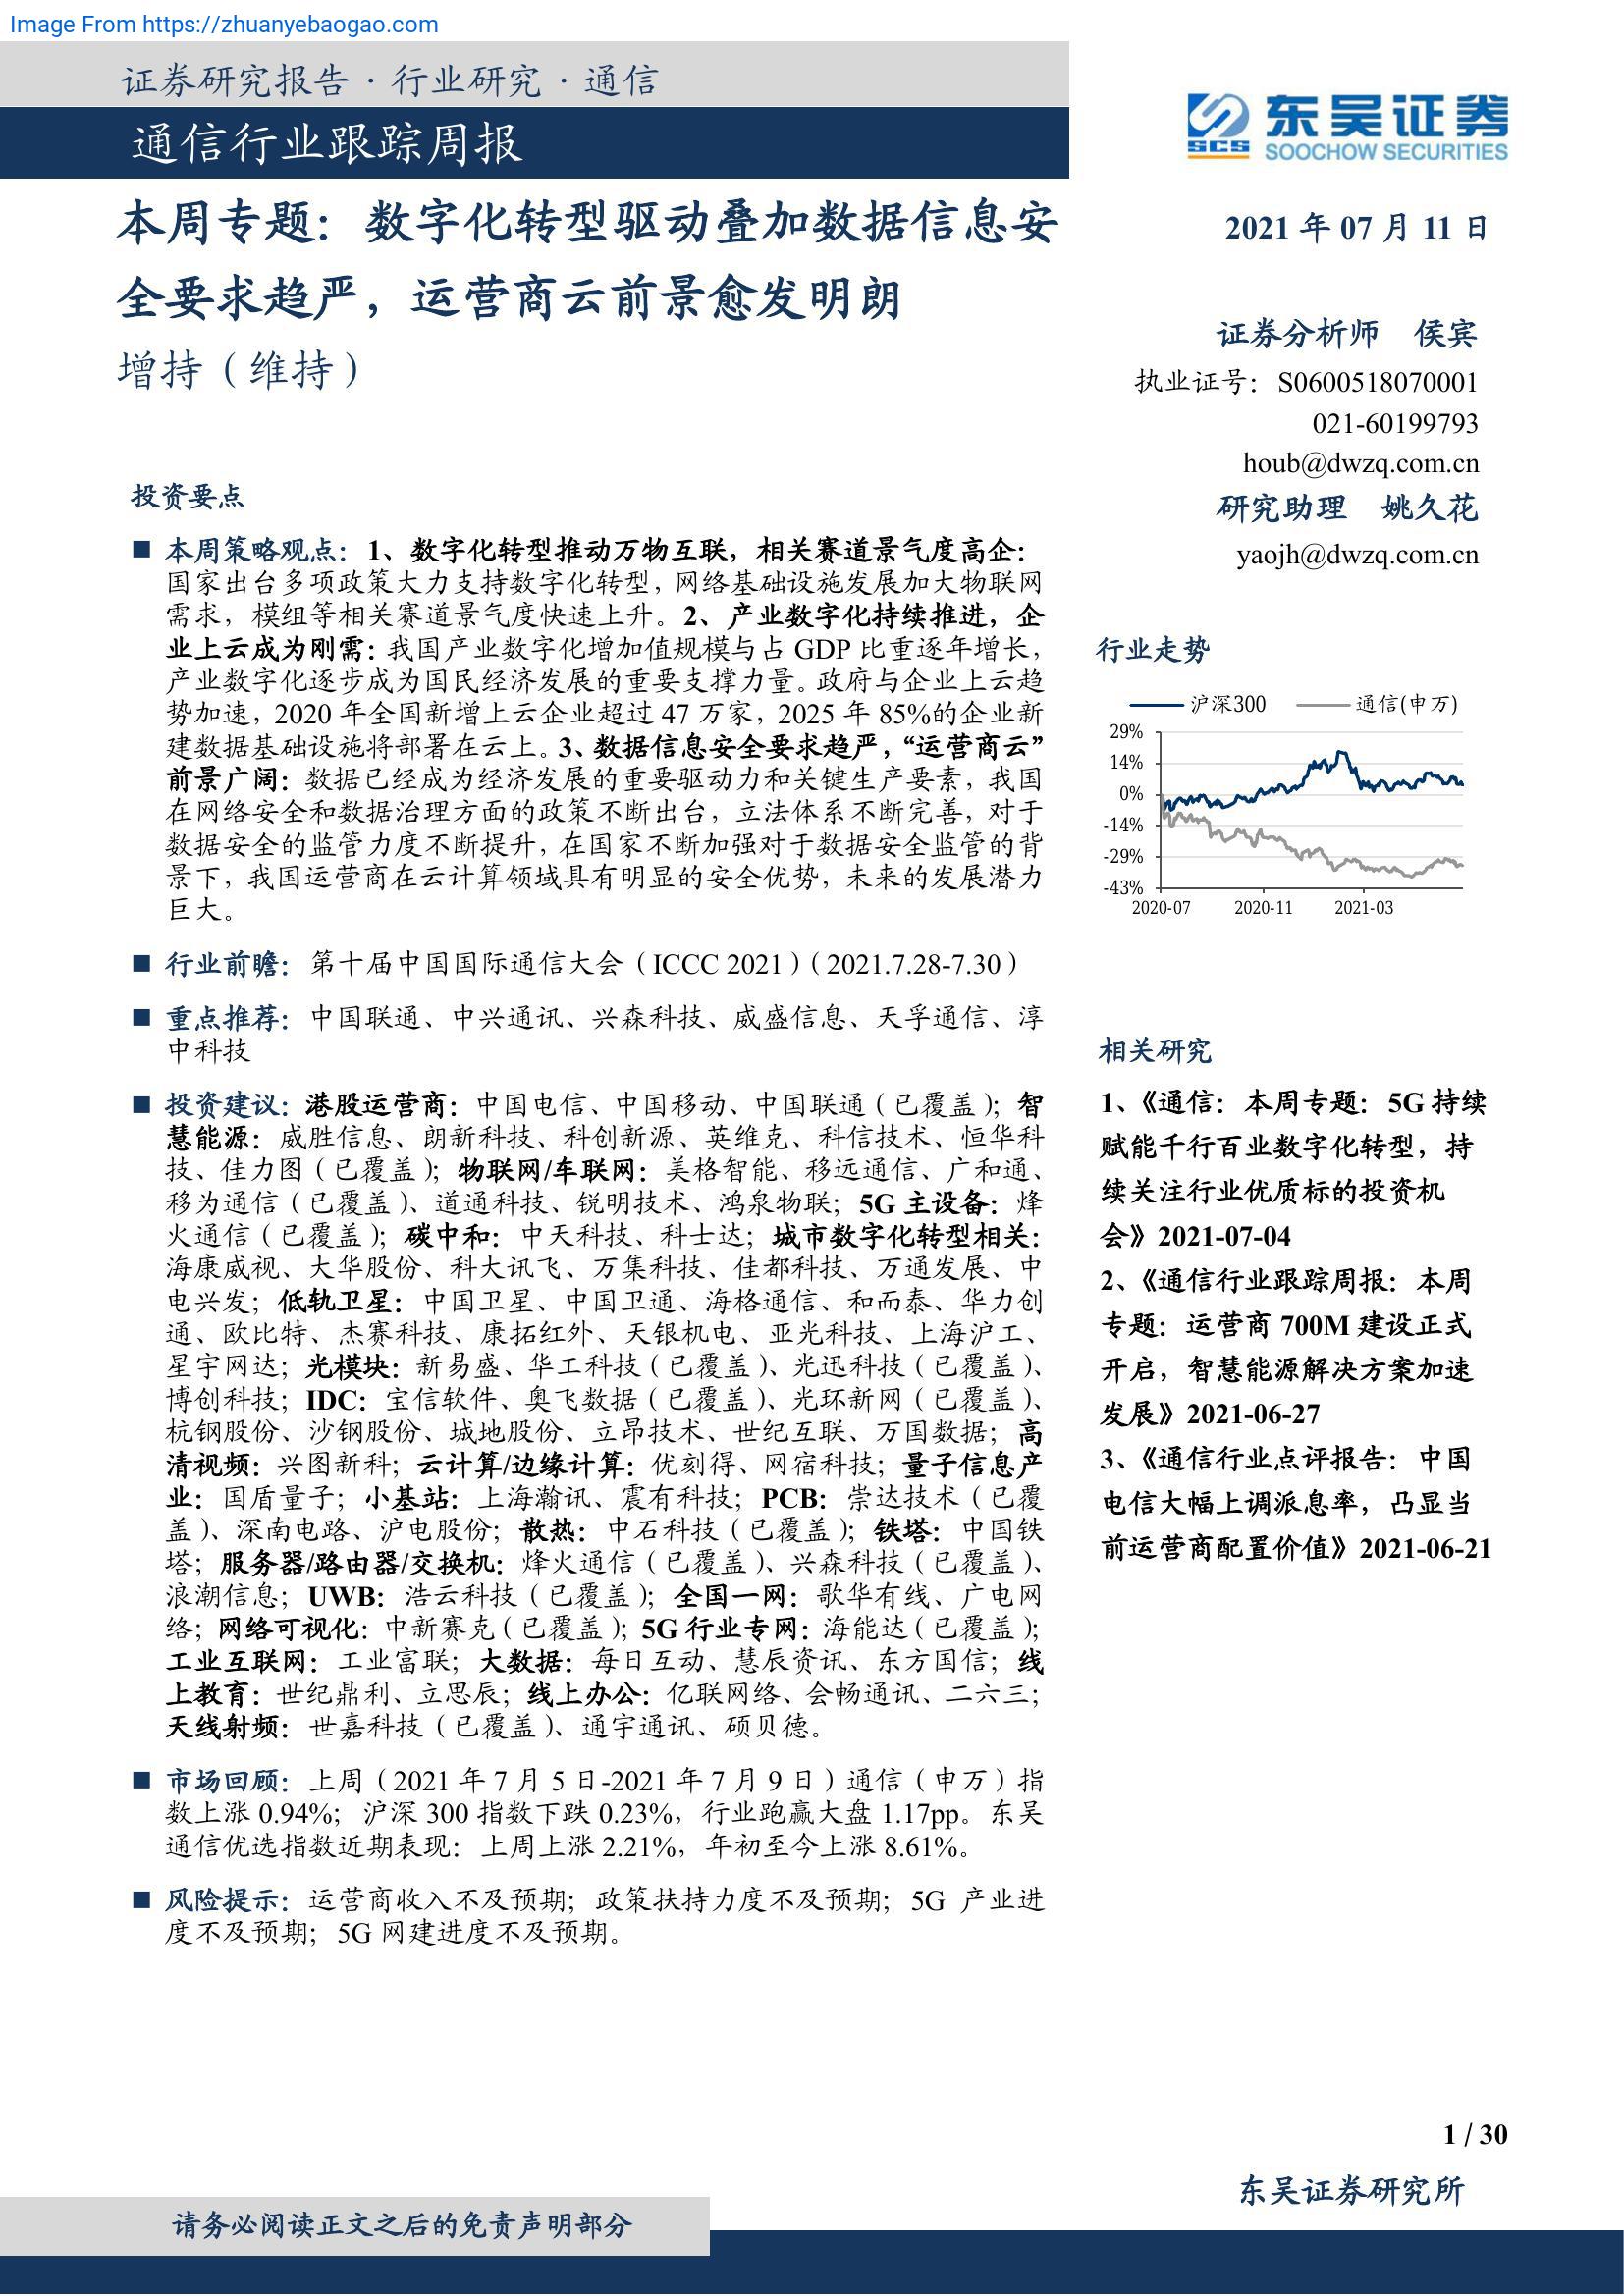 Image From https://zhuanyebaogao.com
证券研究报告·行业研究·通信
通信行业跟踪周报
东吴证券
SCS
SOOCHOW SECURITIES
本周专题：数字化转型驱动叠加数据信息安
全要求趋严，运营商云前景愈发明朗
增持（维持）
投资要点
■ 本周策略观点：1、数字化转型推动万物互联，相关赛道景气度高企：
国家出台多项政策大力支持数字化转型，网络基础设施发展加大物联网
需求，模组等相关赛道景气度快速上升。2、产业数字化持续推进，企
业上云成为刚需：我国产业数字化增加值规模与占 GDP 比重逐年增长，
产业数字化逐步成为国民经济发展的重要支撑力量。政府与企业上云趋
势加速，2020 年全国新增上云企业超过 47 万家，2025 年 85%的企业新
建数据基础设施将部署在云上。3、数据信息安全要求趋严，“运营商云”
前景广阔：数据已经成为经济发展的重要驱动力和关键生产要素，我国
在网络安全和数据治理方面的政策不断出台，立法体系不断完善，对于
数据安全的监管力度不断提升，在国家不断加强对于数据安全监管的背
景下，我国运营商在云计算领域具有明显的安全优势，未来的发展潜力
巨大。
■ 行业前瞻：第十届中国国际通信大会（ICCC 2021）（2021.7.28-7.30）
■ 重点推荐：中国联通、中兴通讯、兴森科技、威盛信息、天孚通信、淳
中科技
■ 投资建议：港股运营商：中国电信、中国移动、中国联通（已覆盖）；智
慧能源：威胜信息、朗新科技、科创新源、英维克、科信技术、恒华科
技、佳力图（已覆盖）；物联网/车联网：美格智能、移远通信、广和通、
移为通信（已覆盖）、道通科技、锐明技术、鸿泉物联；5G 主设备：烽
火通信（已覆盖）；碳中和：中天科技、科士达；城市数字化转型相关：
海康威视、大华股份、科大讯飞、万集科技、佳都科技、万通发展、中
电兴发；低轨卫星：中国卫星、中国卫通、海格通信、和而泰、华力创
通、欧比特、杰赛科技、康拓红外、天银机电、亚光科技、上海沪工、
星宇网达；光模块：新易盛、华工科技（已覆盖）、光迅科技（已覆盖）、
博创科技；IDC：宝信软件、奥飞数据（已覆盖）、光环新网（已覆盖）、
杭钢股份、沙钢股份、城地股份、立昂技术、世纪互联、万国数据；高
清视频：兴图新科；云计算/边缘计算：优刻得、网宿科技；量子信息产
业：国盾量子；小基站：上海瀚讯、震有科技；PCB：崇达技术（已覆
盖）、深南电路、沪电股份；散热：中石科技（已覆盖）；铁塔：中国铁
塔；服务器/路由器/交换机：烽火通信（已覆盖）、兴森科技（已覆盖）、
浪潮信息；UWB：浩云科技（已覆盖）；全国一网：歌华有线、广电网
络；网络可视化：中新赛克（已覆盖）；5G 行业专网：海能达（已覆盖）；
工业互联网：工业富联；大数据：每日互动、慧辰资讯、东方国信；线
上教育：世纪鼎利、立思辰；线上办公：亿联网络、会畅通讯、二六三；
天线射频：世嘉科技（已覆盖）、通宇通讯、硕贝德。
■ 市场回顾：上周（2021 年 7 月 5 日-2021 年 7 月 9 日）通信（申万）指
数上涨 0.94%；沪深 300 指数下跌 0.23%，行业跑赢大盘 1.17pp。东吴
通信优选指数近期表现：上周上涨 2.21%，年初至今上涨 8.61%。
■ 风险提示：运营商收入不及预期；政策扶持力度不及预期；5G 产业进
度不及预期；5G 网建进度不及预期。
2021 年 07 月 11 日
证券分析师 侯宾
执业证号：S0600518070001
021-60199793
houb@dwzq.com.cn
研究助理 姚久花
yaojh@dwzq.com.cn
行业走势
沪深300 通信(申万)
29%
14%
0%
-14%
-29%
-43%
2020-07 2020-11 2021-03
相关研究
1、《通信：本周专题：5G 持续
赋能千行百业数字化转型，持
续关注行业优质标的投资机
会》2021-07-04
2、《通信行业跟踪周报：本周
专题：运营商 700M 建设正式
开启，智慧能源解决方案加速
发展》2021-06-27
3、《通信行业点评报告：中国
电信大幅上调派息率，凸显当
前运营商配置价值》2021-06-21
1 / 30
东吴证券研究所
请务必阅读正文之后的免责声明部分